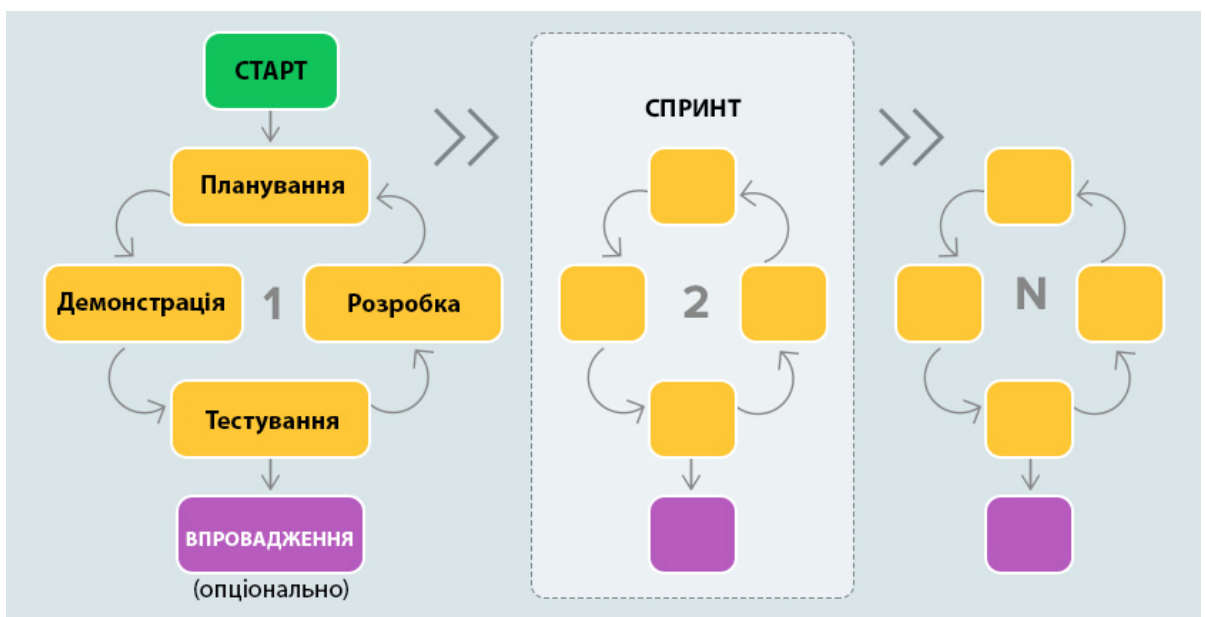 СТАРТ
Планування
Демонстрація
1
Розробка
Тестування
ВПРОВАДЖЕННЯ
(опціонально)
СПРИНТ
2
N